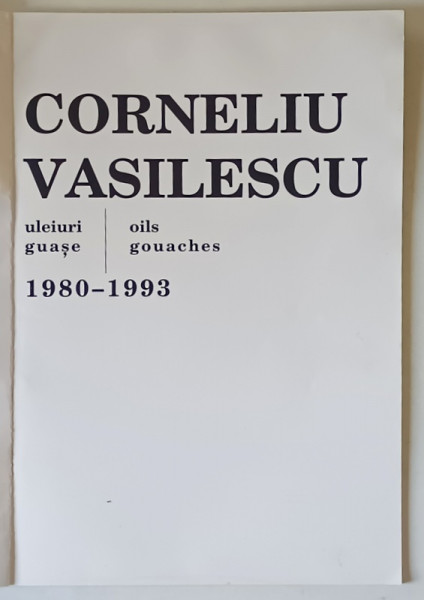 CORNELIU
VASILESCU
uleiuri | oils
guașe | gouaches
1980–1993